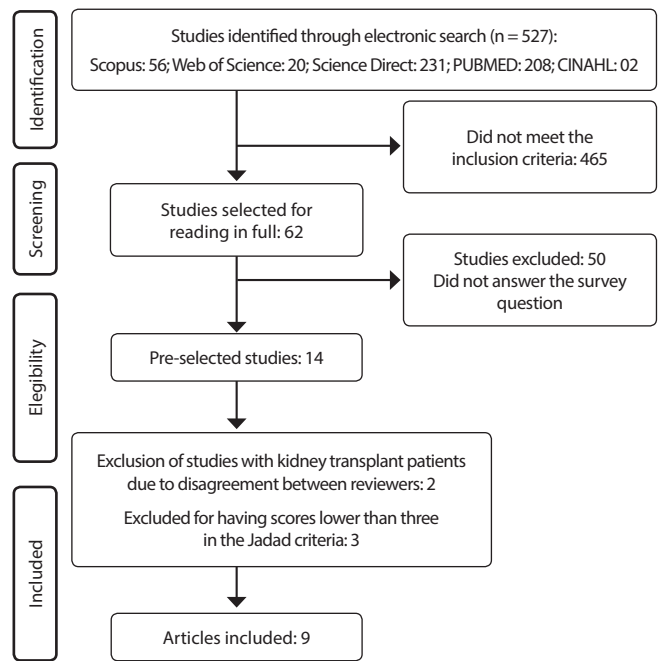 Identification
Studies identified through electronic search (n = 527):
Scopus: 56; Web of Science: 20; Science Direct: 231; PUBMED: 208; CINAHL: 02
Did not meet the
inclusion criteria: 465
Screening
Studies selected for
reading in full: 62
Studies excluded: 50
Did not answer the survey
question
Elegibility
Pre-selected studies: 14
Exclusion of studies with kidney transplant patients
due to disagreement between reviewers: 2
Excluded for having scores lower than three
in the Jadad criteria: 3
Included
Articles included: 9